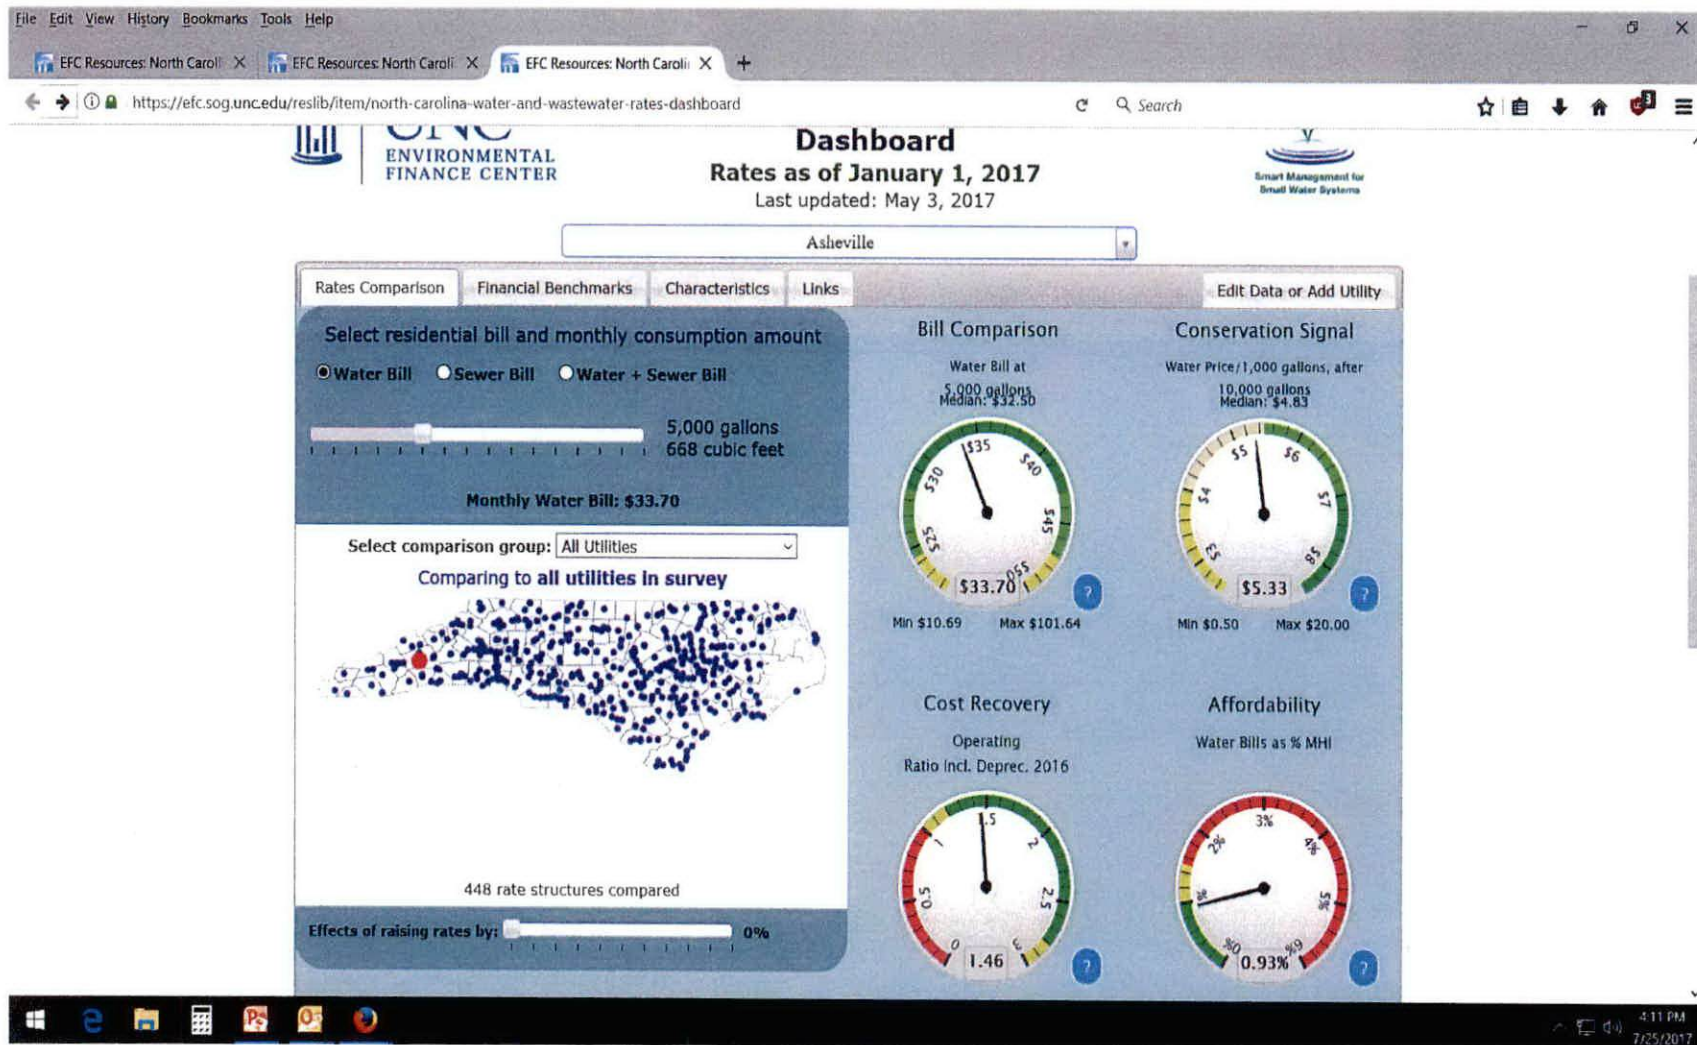 File Edit View History Bookmarks Tools Help
EFC Resources: North Caroli
EFC Resources: North Caroli
EFC Resources: North Caroli
https://efc.sog.unc.edu/reslib/item/north-carolina-water-and-wastewater-rates-dashboard
Search
3
UNC
ENVIRONMENTAL
FINANCE CENTER
Dashboard
Rates as of January 1, 2017
Last updated: May 3, 2017
Smart Management for
Small Water Systems
Asheville
Rates Comparison Financial Benchmarks Characteristics Links Edit Data or Add Utility
Select residential bill and monthly consumption amount
Water Bill Sewer Bill Water + Sewer Bill
5,000 gallons
668 cubic feet
Monthly Water Bill: $33.70
Select comparison group: All Utilities
Comparing to all utilities in survey
448 rate structures compared
Effects of raising rates by: 0%
Bill Comparison
Water Bill at
5,000 gallons
Median: $32.50
$25 $30 $35 $40 $45 $50
$33.70
?
Min $10.69 Max $101.64
Conservation Signal
Water Price/1,000 gallons, after
10,000 gallons
Median: $4.83
$3 $4 $5 $6 $7 $8
$5.33
?
Min $0.50 Max $20.00
Cost Recovery
Operating
Ratio Incl. Deprec. 2016
0 0.5 1 1.5 2 2.5 3
1.46
?
Affordability
Water Bills as % MHI
0% 2% 3% 4% 5% 6%
0.93%
?
4:11 PM
7/25/2017